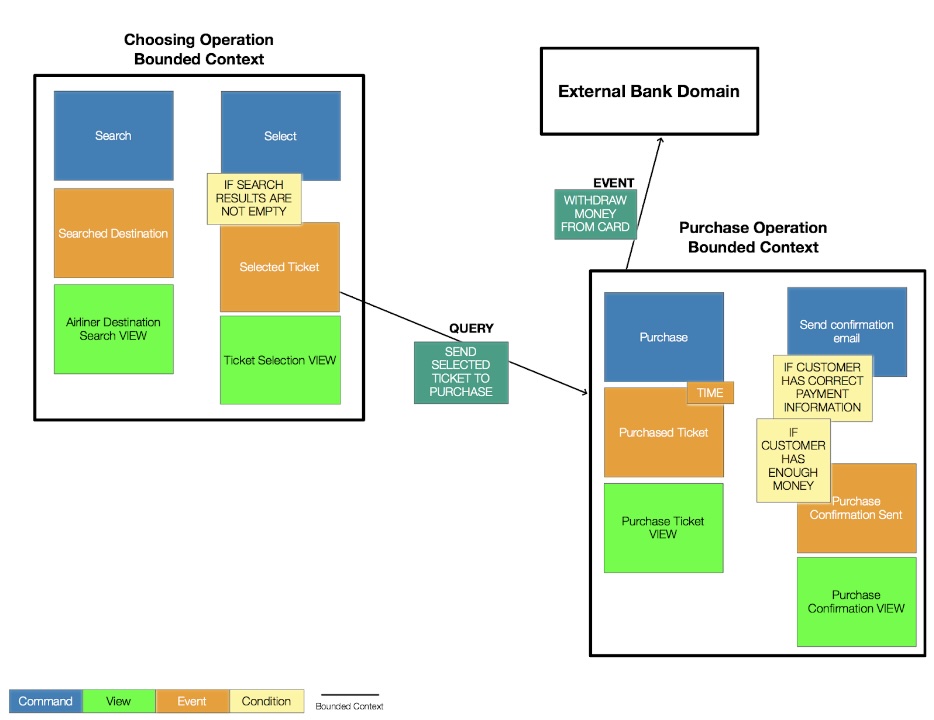 Choosing Operation
Bounded Context
Search
Select
IF SEARCH
RESULTS ARE
NOT EMPTY
Searched Destination
Selected Ticket
Airliner Destination
Search VIEW
Ticket Selection VIEW
QUERY
SEND
SELECTED
TICKET TO
PURCHASE
External Bank Domain
EVENT
WITHDRAW
MONEY
FROM CARD
Purchase Operation
Bounded Context
Purchase
Send confirmation
email
TIME
IF CUSTOMER
HAS CORRECT
PAYMENT
INFORMATION
Purchased Ticket
IF
CUSTOMER
HAS
ENOUGH
MONEY
Purchase
Confirmation Sent
Purchase Ticket
VIEW
Purchase
Confirmation VIEW
Command
View
Event
Condition
Bounded Context